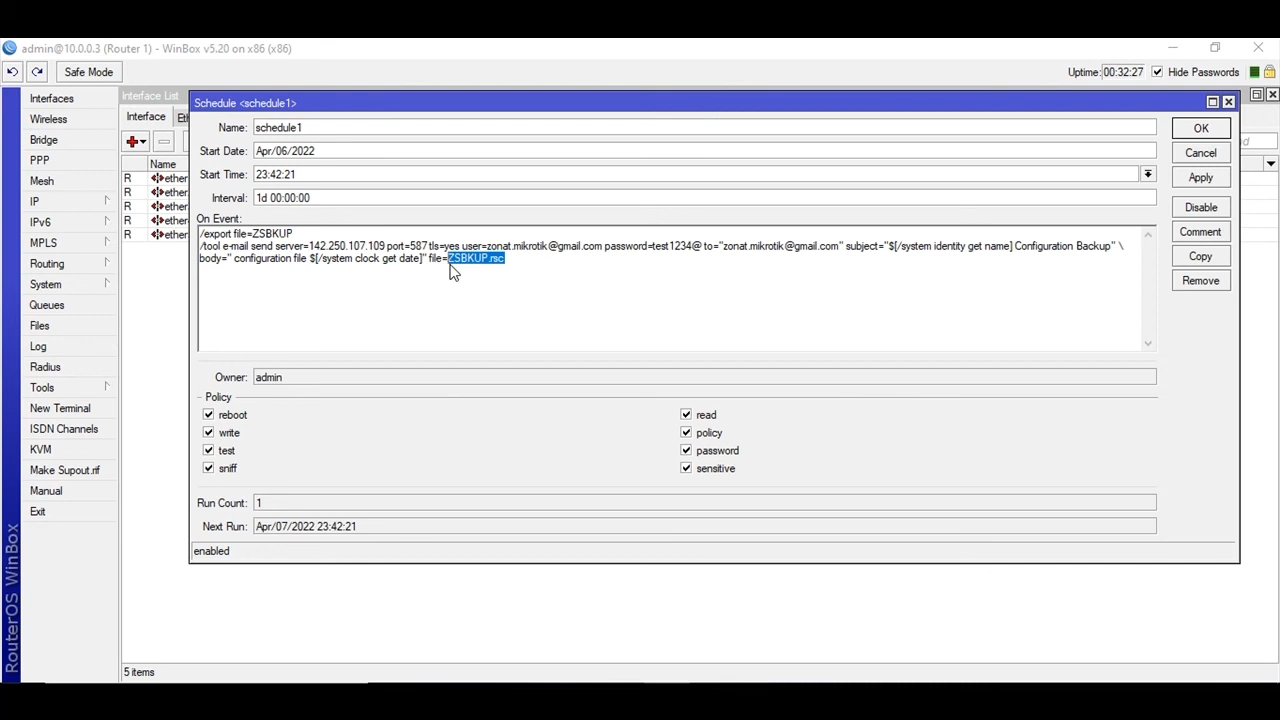 admin@10.0.0.3 (Router 1) - WinBox v5.20 on x86 (x86)
Safe Mode
Uptime: 00:32:27 Hide Passwords
Interfaces
Wireless
Bridge
PPP
Mesh
IP
IPv6
MPLS
Routing
System
Queues
Files
Log
Radius
Tools
New Terminal
ISDN Channels
KVM
Make Supout.rif
Manual
Exit
RouterOS WinBox
Interface List
Interface
Name
R ether
R ether
R ether
R ether
R ether
5 items
Schedule <schedule1>
Name: schedule1
Start Date: Apr/06/2022
Start Time: 23:42:21
Interval: 1d 00:00:00
On Event:
/export file=ZSBKUP
/tool e-mail send server=142.250.107.109 port=587 tls=yes user=zonat.mikrotik@gmail.com password=test1234@ to="zonat.mikrotik@gmail.com" subject="$[/system identity get name] Configuration Backup" \
body=" configuration file $[/system clock get date]" file=ZSBKUP.rsc
Owner: admin
Policy
reboot read
write policy
test password
sniff sensitive
Run Count: 1
Next Run: Apr/07/2022 23:42:21
enabled
OK
Cancel
Apply
Disable
Comment
Copy
Remove